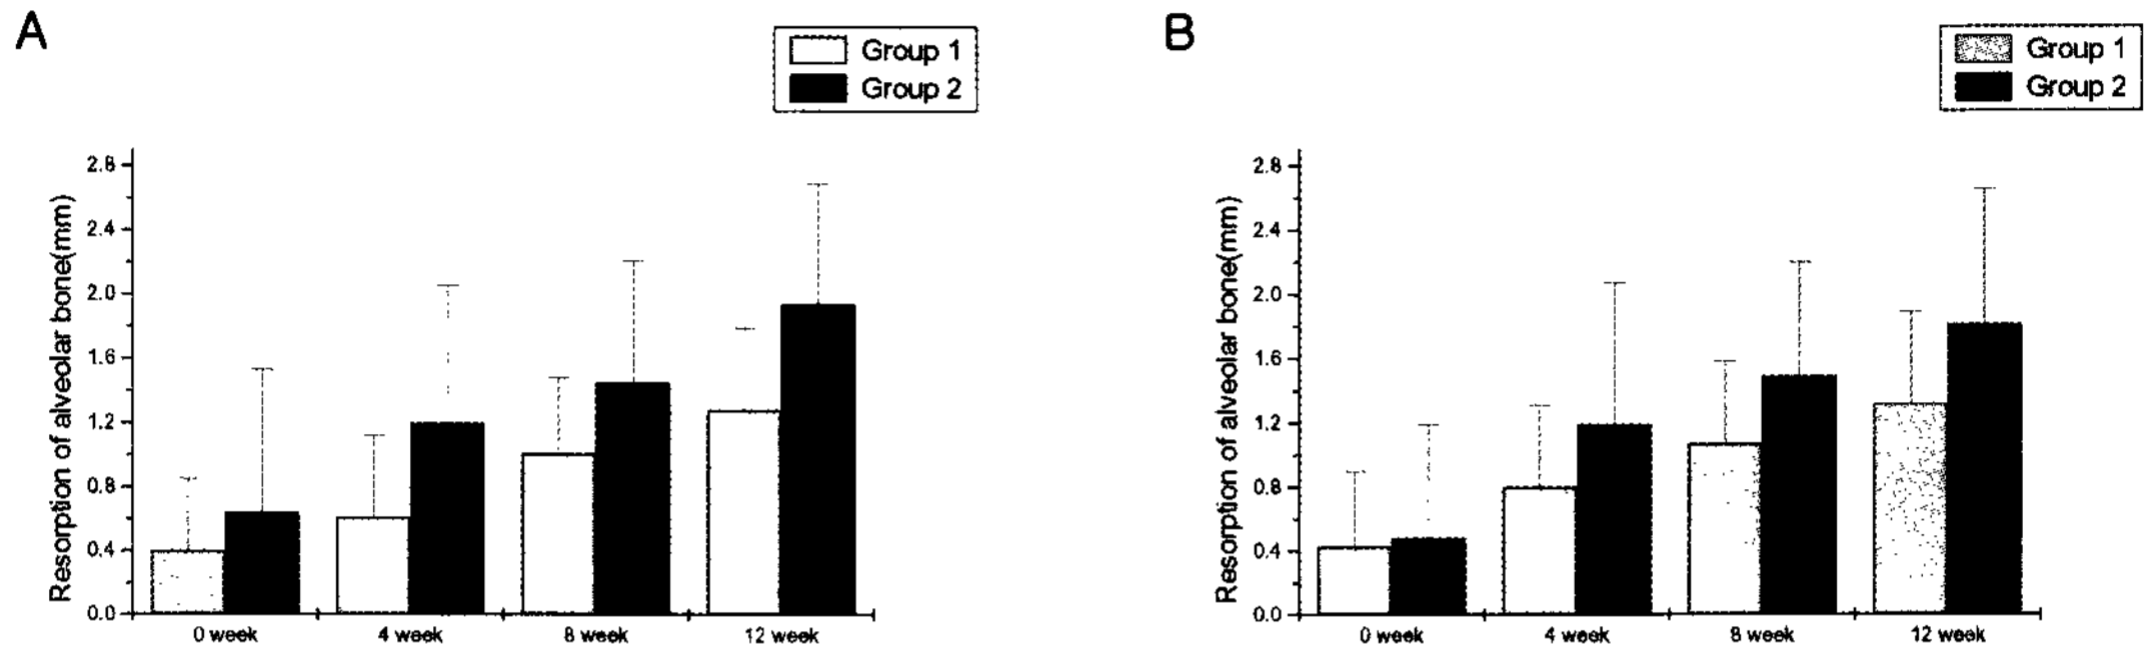 A
Group 1
Group 2
Resorption of alveolar bone(mm)
2.8
2.4
2.0
1.6
1.2
0.8
0.4
0.0
0 week
4 week
8 week
12 week
B
Group 1
Group 2
Resorption of alveolar bone(mm)
2.8
2.4
2.0
1.6
1.2
0.8
0.4
0.0
0 week
4 week
8 week
12 week